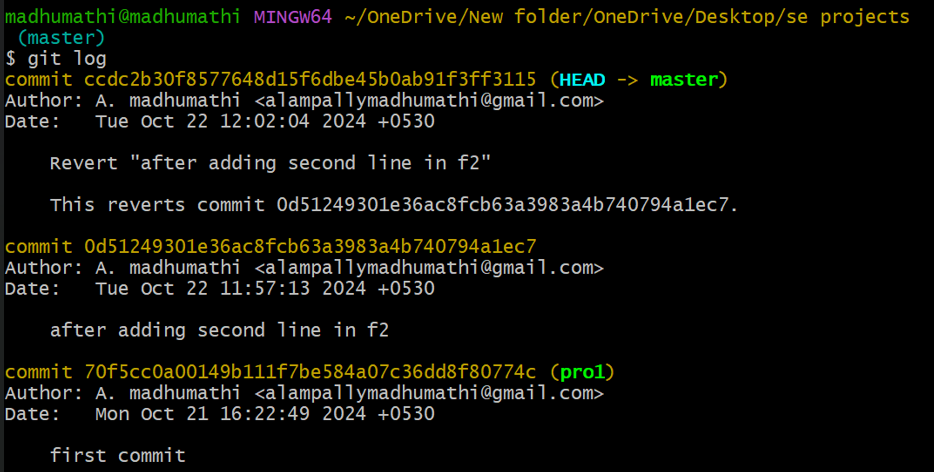 madhumathi@madhumathi MINGW64 ~/OneDrive/New folder/OneDrive/Desktop/se projects
(master)
$ git log
commit ccdc2b30f8577648d15f6dbe45b0ab91f3ff3115 (HEAD -> master)
Author: A. madhumathi <alampallymadhumathi@gmail.com>
Date:   Tue Oct 22 12:02:04 2024 +0530
Revert "after adding second line in f2"
This reverts commit 0d51249301e36ac8fcb63a3983a4b740794a1ec7.
commit 0d51249301e36ac8fcb63a3983a4b740794a1ec7
Author: A. madhumathi <alampallymadhumathi@gmail.com>
Date:   Tue Oct 22 11:57:13 2024 +0530
after adding second line in f2
commit 70f5cc0a00149b111f7be584a07c36dd8f80774c (pro1)
Author: A. madhumathi <alampallymadhumathi@gmail.com>
Date:   Mon Oct 21 16:22:49 2024 +0530
first commit